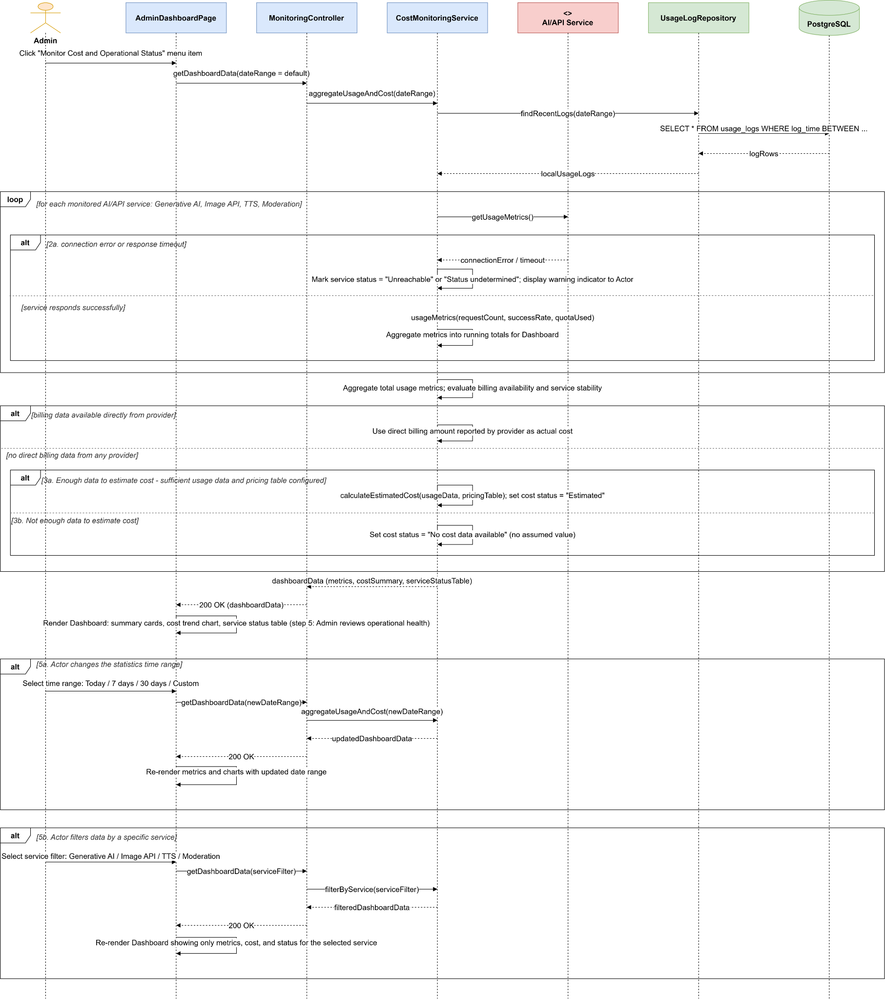 AdminDashboardPage
MonitoringController
CostMonitoringService
<>
AI/API Service
UsageLogRepository
PostgreSQL
Admin
Click "Monitor Cost and Operational Status" menu item
getDashboardData(dateRange = default)
aggregateUsageAndCost(dateRange)
findRecentLogs(dateRange)
SELECT * FROM usage_logs WHERE log_time BETWEEN ...
logRows
localUsageLogs
loop
[for each monitored AI/API service: Generative AI, Image API, TTS, Moderation]
getUsageMetrics()
alt
[2a. connection error or response timeout]
connectionError / timeout
Mark service status = "Unreachable" or "Status undetermined"; display warning indicator to Actor
[service responds successfully]
usageMetrics(requestCount, successRate, quotaUsed)
Aggregate metrics into running totals for Dashboard
Aggregate total usage metrics; evaluate billing availability and service stability
alt
[billing data available directly from provider]
Use direct billing amount reported by provider as actual cost
[no direct billing data from any provider]
alt
[3a. Enough data to estimate cost - sufficient usage data and pricing table configured]
calculateEstimatedCost(usageData, pricingTable); set cost status = "Estimated"
[3b. Not enough data to estimate cost]
Set cost status = "No cost data available" (no assumed value)
dashboardData (metrics, costSummary, serviceStatusTable)
200 OK (dashboardData)
Render Dashboard: summary cards, cost trend chart, service status table (step 5: Admin reviews operational health)
alt
[5a. Actor changes the statistics time range]
Select time range: Today / 7 days / 30 days / Custom
getDashboardData(newDateRange)
aggregateUsageAndCost(newDateRange)
updatedDashboardData
200 OK
Re-render metrics and charts with updated date range
alt
[5b. Actor filters data by a specific service]
Select service filter: Generative AI / Image API / TTS / Moderation
getDashboardData(serviceFilter)
filterByService(serviceFilter)
filteredDashboardData
200 OK
Re-render Dashboard showing only metrics, cost, and status for the selected service